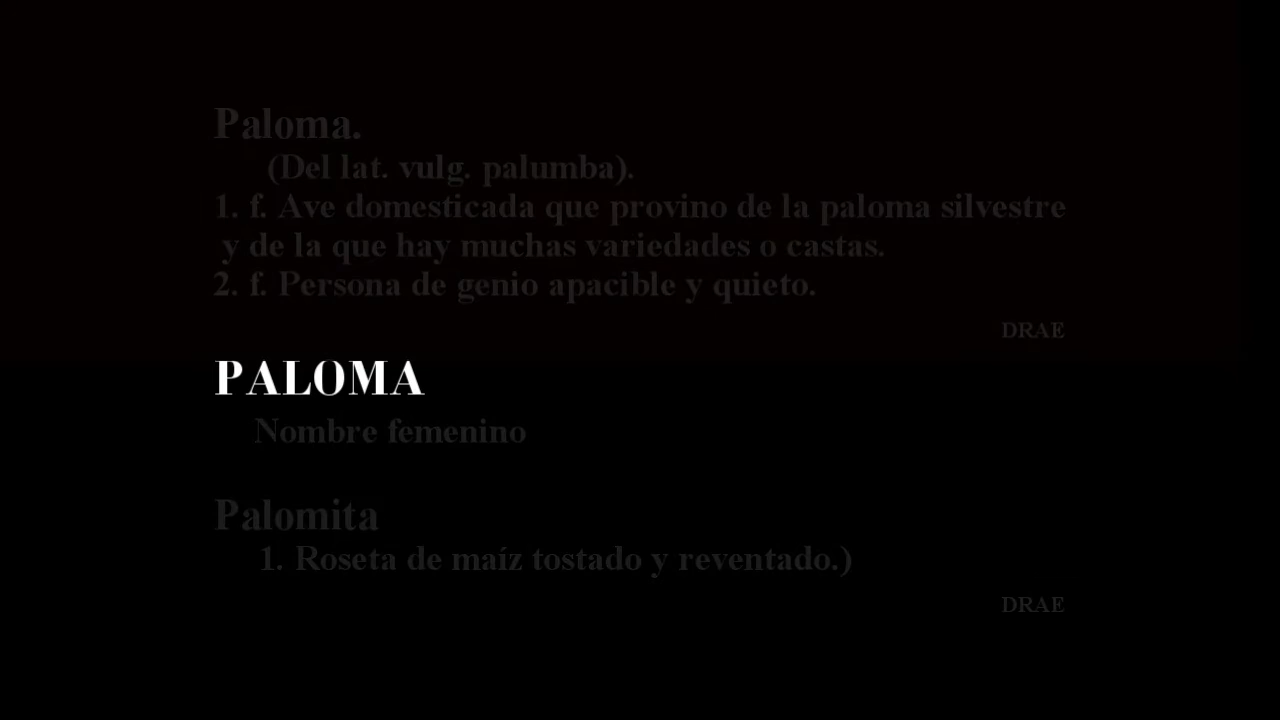 Paloma.
(Del lat. vulg. palumba).
1. f. Ave domesticada que provino de la paloma silvestre
y de la que hay muchas variedades o castas.
2. f. Persona de genio apacible y quieto.
DRAE
PALOMA
Nombre femenino
Palomita
1. Roseta de maíz tostado y reventado.)
DRAE